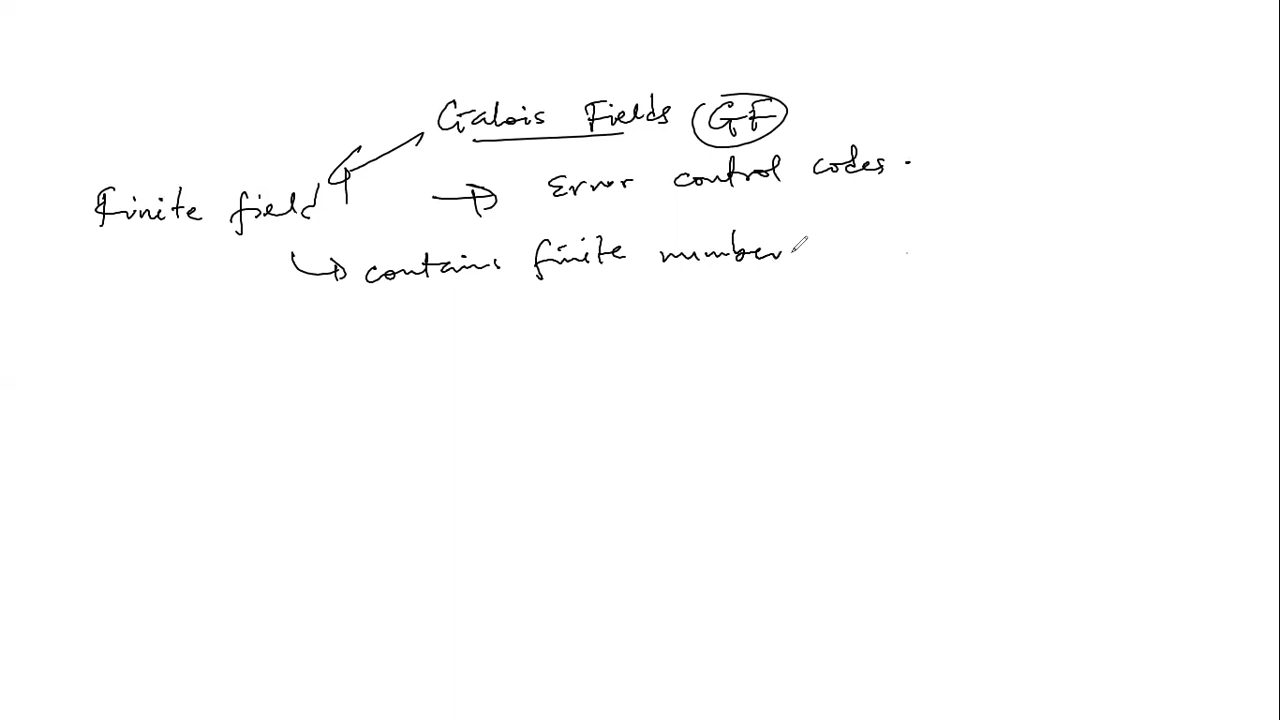 Galois Fields (GF)
→ Error control codes.
Finite field
↳ contains finite number